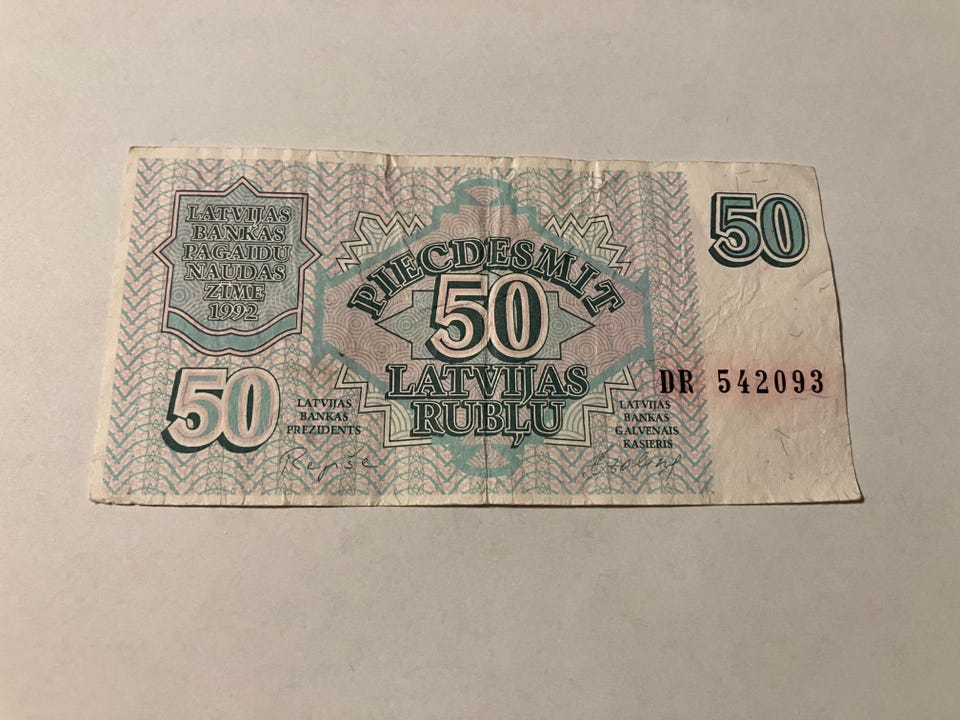 LATVIJAS
BANKAS
PAGAIDU
NAUDAS
ZIME
1992
50
PIECDESMIT
50
LATVIJAS
RUBĻU
50
LATVIJAS
BANKAS
PREZIDENTS
LATVIJAS
BANKAS
GALVENAIS
KASIERIS
DR 542093
Repše